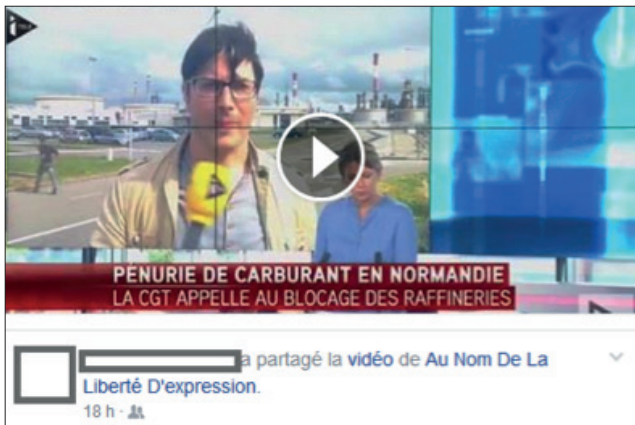 PÉNURIE DE CARBURANT EN NORMANDIE
LA CGT APPELLE AU BLOCAGE DES RAFFINERIES
a partagé la vidéo de Au Nom De La
Liberté D'expression.
18 h ·